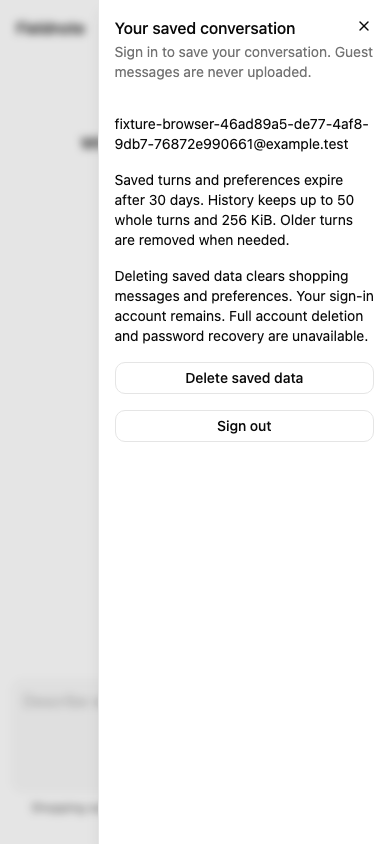 Your saved conversation
Sign in to save your conversation. Guest
messages are never uploaded.
fixture-browser-46ad89a5-de77-4af8-
9db7-76872e990661@example.test
Saved turns and preferences expire
after 30 days. History keeps up to 50
whole turns and 256 KiB. Older turns
are removed when needed.
Deleting saved data clears shopping
messages and preferences. Your sign-in
account remains. Full account deletion
and password recovery are unavailable.
Delete saved data
Sign out